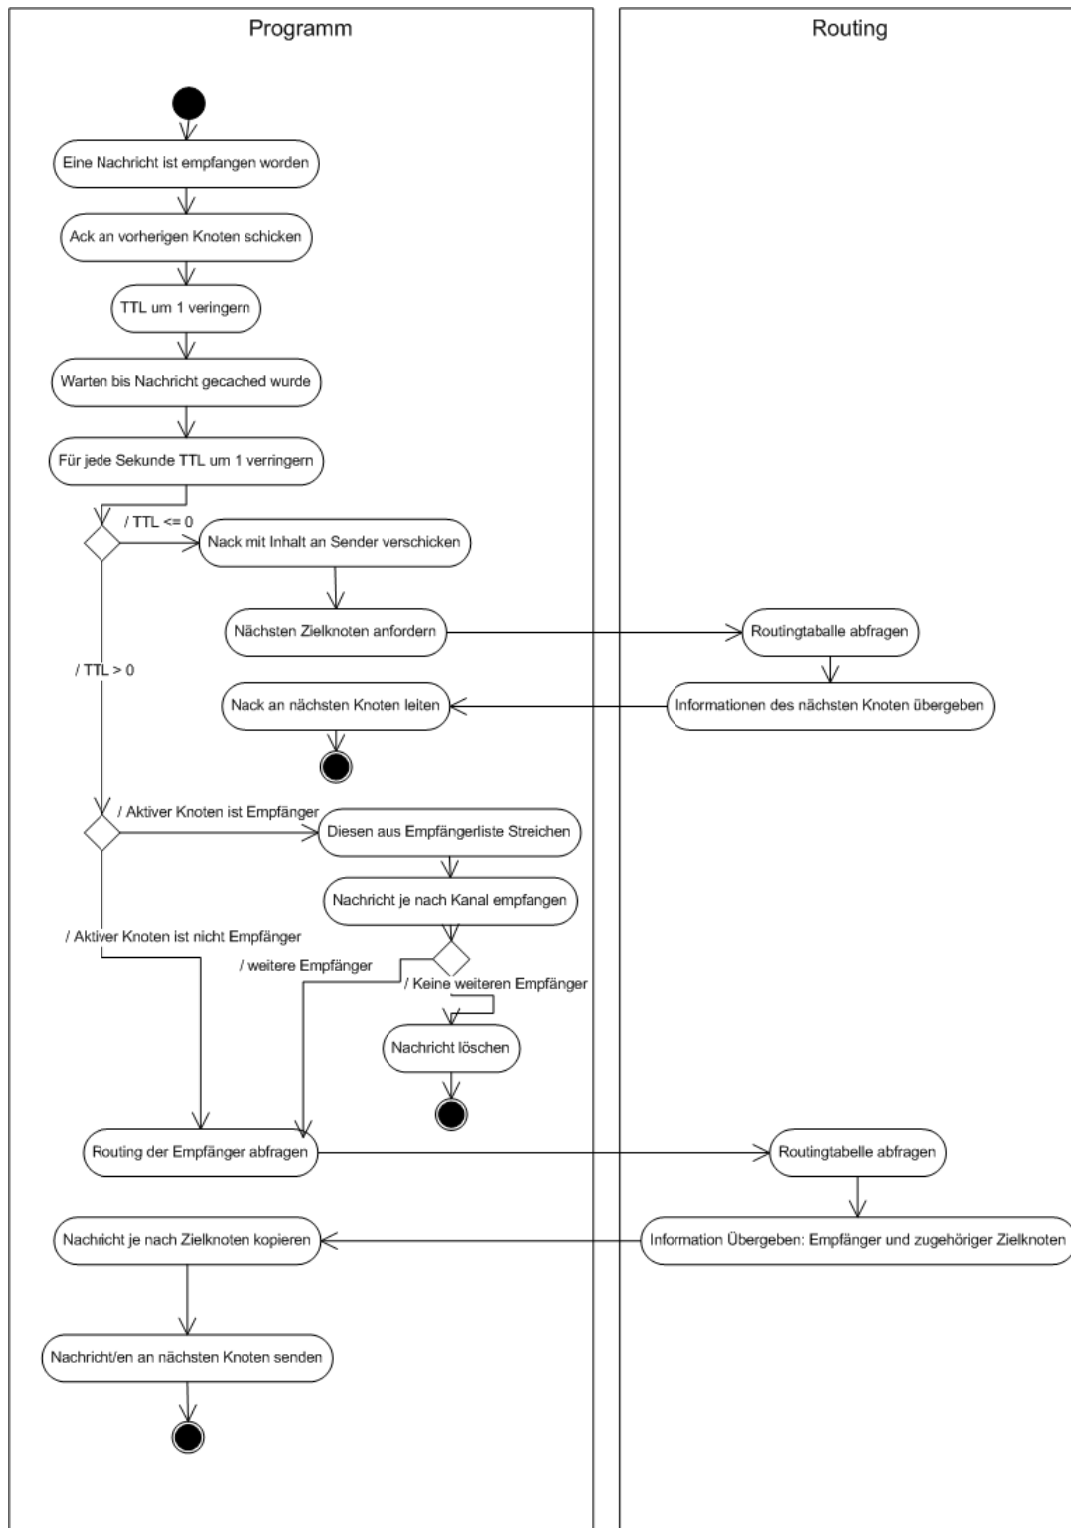 Programm
Routing
Eine Nachricht ist empfangen worden
Ack an vorherigen Knoten schicken
TTL um 1 veringern
Warten bis Nachricht gecached wurde
Für jede Sekunde TTL um 1 verringern
/ TTL <= 0
Nack mit Inhalt an Sender verschicken
Nächsten Zielknoten anfordern
Routingtaballe abfragen
/ TTL > 0
Nack an nächsten Knoten leiten
Informationen des nächsten Knoten übergeben
/ Aktiver Knoten ist Empfänger
Diesen aus Empfängerliste Streichen
Nachricht je nach Kanal empfangen
/ Aktiver Knoten ist nicht Empfänger
/ weitere Empfänger
/ Keine weiteren Empfänger
Nachricht löschen
Routing der Empfänger abfragen
Routingtabelle abfragen
Nachricht je nach Zielknoten kopieren
Information Übergeben: Empfänger und zugehöriger Zielknoten
Nachricht/en an nächsten Knoten senden